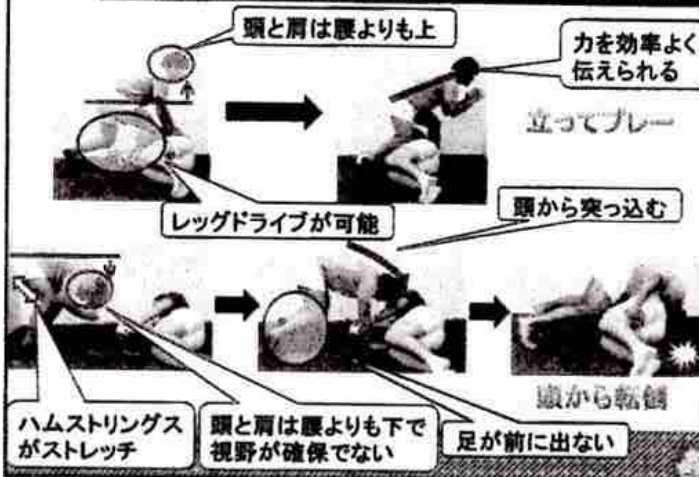 頭と肩は腰よりも上
力を効率よく
伝えられる
立ってプレー
レッグドライブが可能
頭から突っ込む
頭から転倒
ハムストリングス
がストレッチ
頭と肩は腰よりも下で
視野が確保でない
足が前に出ない